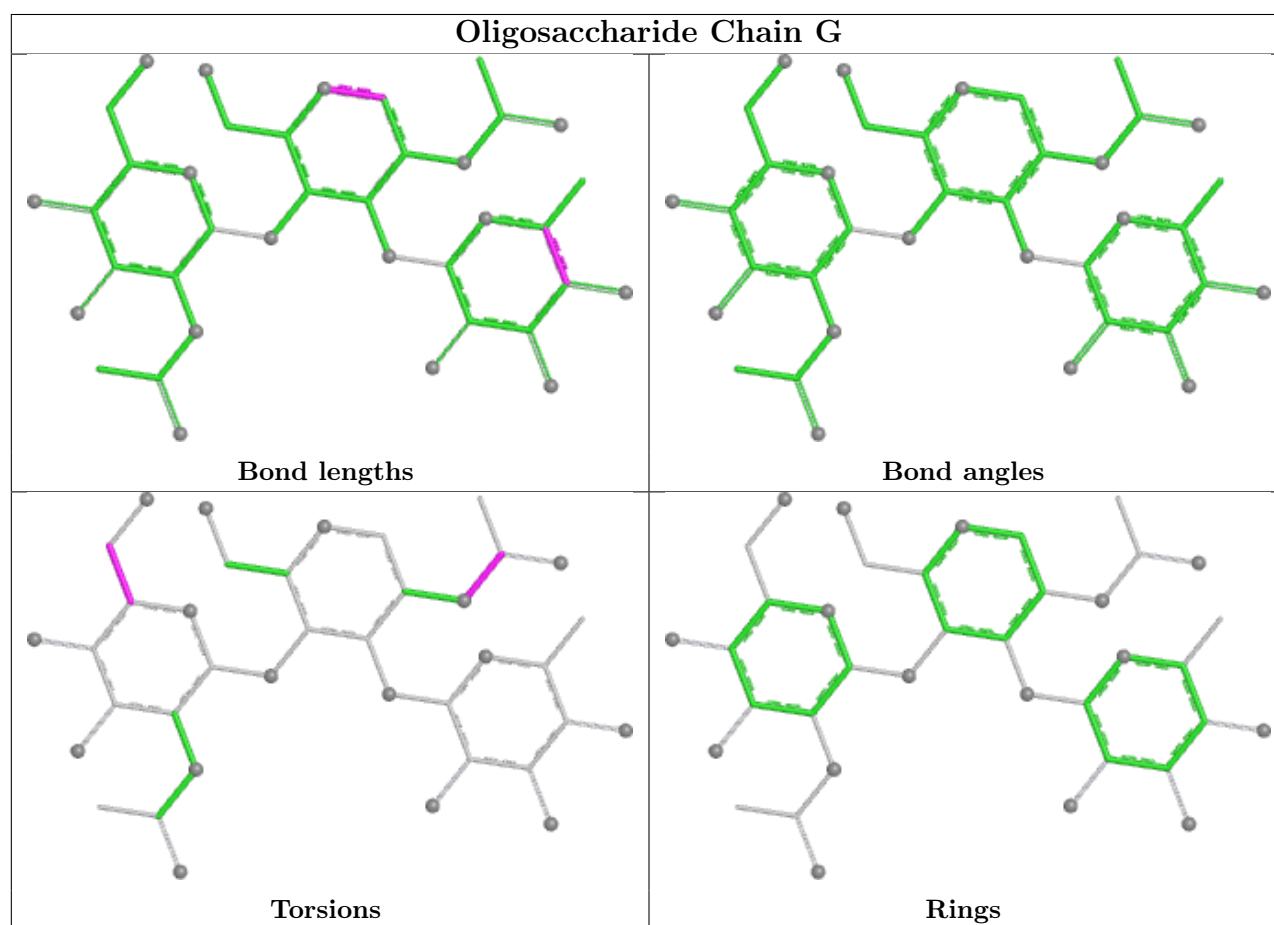 Oligosaccharide Chain G
Bond lengths
Bond angles
Torsions
Rings